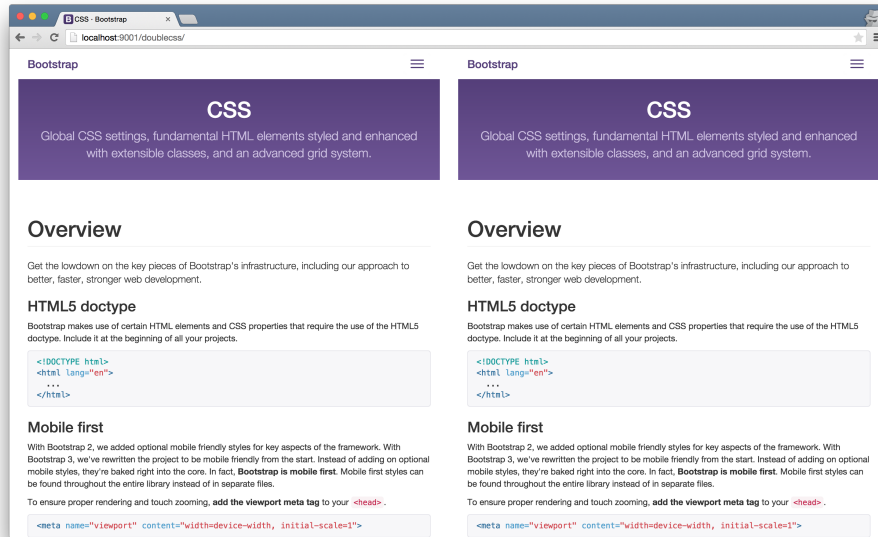 CSS · Bootstrap
localhost:9001/doublecss/
Bootstrap
CSS
Global CSS settings, fundamental HTML elements styled and enhanced
with extensible classes, and an advanced grid system.
Overview
Get the lowdown on the key pieces of Bootstrap's infrastructure, including our approach to
better, faster, stronger web development.
HTML5 doctype
Bootstrap makes use of certain HTML elements and CSS properties that require the use of the HTML5
doctype. Include it at the beginning of all your projects.
<!DOCTYPE html>
<html lang="en">
  ...
</html>
Mobile first
With Bootstrap 2, we added optional mobile friendly styles for key aspects of the framework. With
Bootstrap 3, we've rewritten the project to be mobile friendly from the start. Instead of adding on optional
mobile styles, they're baked right into the core. In fact, Bootstrap is mobile first. Mobile first styles can
be found throughout the entire library instead of in separate files.
To ensure proper rendering and touch zooming, add the viewport meta tag to your <head>.
<meta name="viewport" content="width=device-width, initial-scale=1">
Bootstrap
CSS
Global CSS settings, fundamental HTML elements styled and enhanced
with extensible classes, and an advanced grid system.
Overview
Get the lowdown on the key pieces of Bootstrap's infrastructure, including our approach to
better, faster, stronger web development.
HTML5 doctype
Bootstrap makes use of certain HTML elements and CSS properties that require the use of the HTML5
doctype. Include it at the beginning of all your projects.
<!DOCTYPE html>
<html lang="en">
  ...
</html>
Mobile first
With Bootstrap 2, we added optional mobile friendly styles for key aspects of the framework. With
Bootstrap 3, we've rewritten the project to be mobile friendly from the start. Instead of adding on optional
mobile styles, they're baked right into the core. In fact, Bootstrap is mobile first. Mobile first styles can
be found throughout the entire library instead of in separate files.
To ensure proper rendering and touch zooming, add the viewport meta tag to your <head>.
<meta name="viewport" content="width=device-width, initial-scale=1">